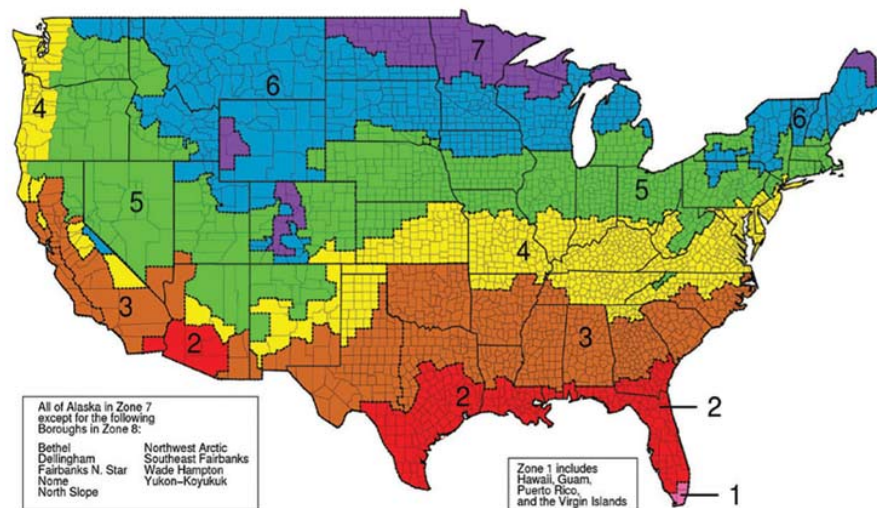 7
6
6
4
5
5
4
3
3
2
2
2
1
All of Alaska in Zone 7
except for the following
Boroughs in Zone 8:
Bethel Northwest Arctic
Dellingham Southeast Fairbanks
Fairbanks N. Star Wade Hampton
Nome Yukon-Koyukuk
North Slope
Zone 1 includes
Hawaii, Guam,
Puerto Rico,
and the Virgin Islands